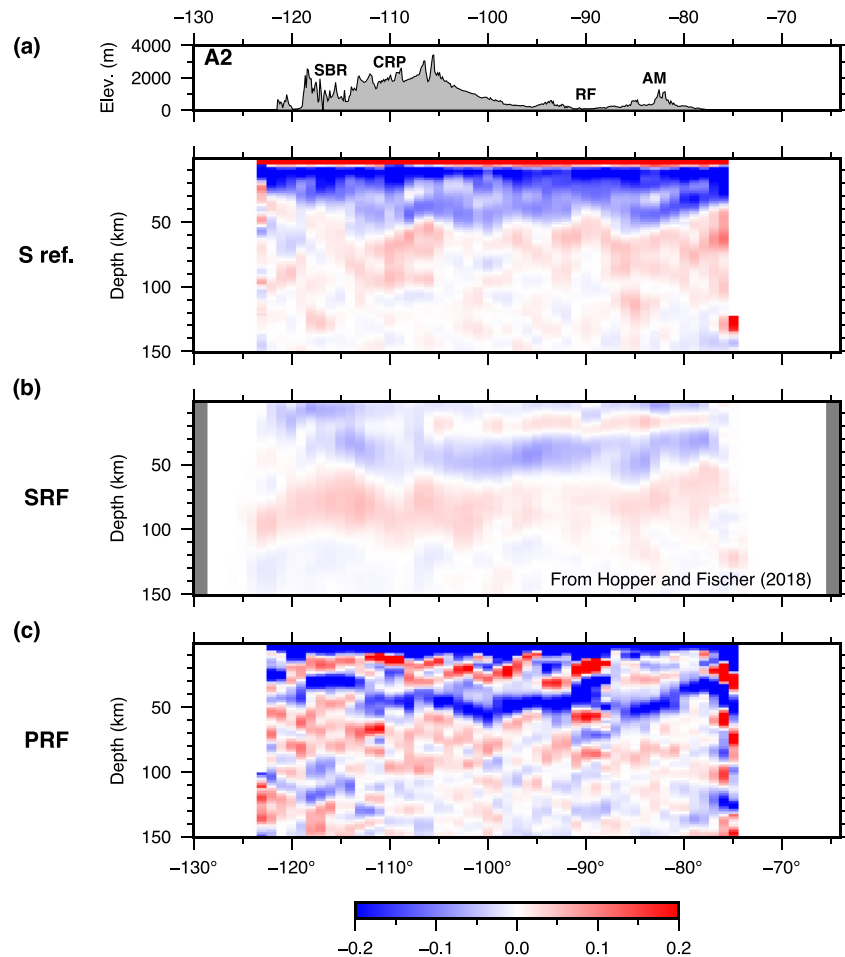 −130 −120 −110 −100 −90 −80 −70
(a)
A2
SBR
CRP
RF
AM
Elev. (m)
4000
2000
0
S ref.
Depth (km)
50
100
150
(b)
SRF
Depth (km)
50
100
150
From Hopper and Fischer (2018)
(c)
PRF
Depth (km)
50
100
150
−130° −120° −110° −100° −90° −80° −70°
−0.2 −0.1 0.0 0.1 0.2